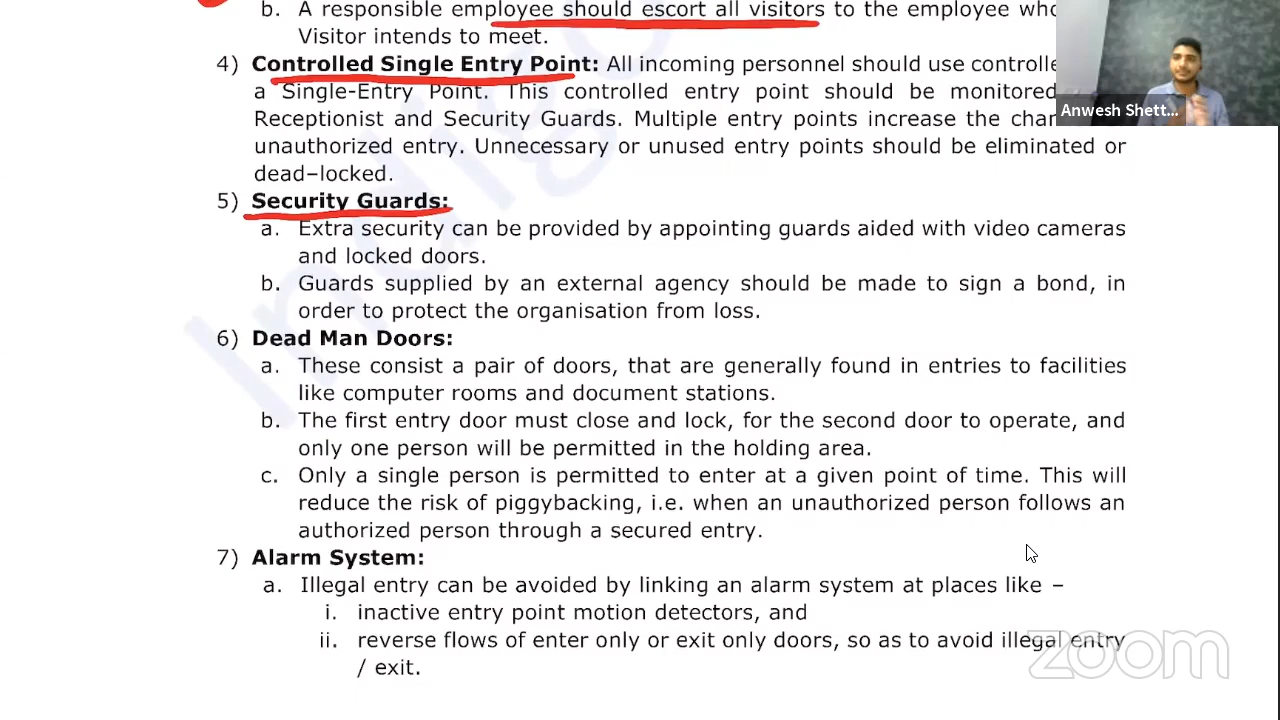 b. A responsible employee should escort all visitors to the employee who
Visitor intends to meet.
4) Controlled Single Entry Point: All incoming personnel should use
a Single-Entry Point. This controlled entry point should be monitored
Receptionist and Security Guards. Multiple entry points increase the
unauthorized entry. Unnecessary or unused entry points should be eliminated or
dead–locked.
5) Security Guards:
a. Extra security can be provided by appointing guards aided with video cameras
and locked doors.
b. Guards supplied by an external agency should be made to sign a bond, in
order to protect the organisation from loss.
6) Dead Man Doors:
a. These consist a pair of doors, that are generally found in entries to facilities
like computer rooms and document stations.
b. The first entry door must close and lock, for the second door to operate, and
only one person will be permitted in the holding area.
c. Only a single person is permitted to enter at a given point of time. This will
reduce the risk of piggybacking, i.e. when an unauthorized person follows an
authorized person through a secured entry.
7) Alarm System:
a. Illegal entry can be avoided by linking an alarm system at places like –
i. inactive entry point motion detectors, and
ii. reverse flows of enter only or exit only doors, so as to avoid illegal entry
/ exit.
Anwesh Shett...
zoom